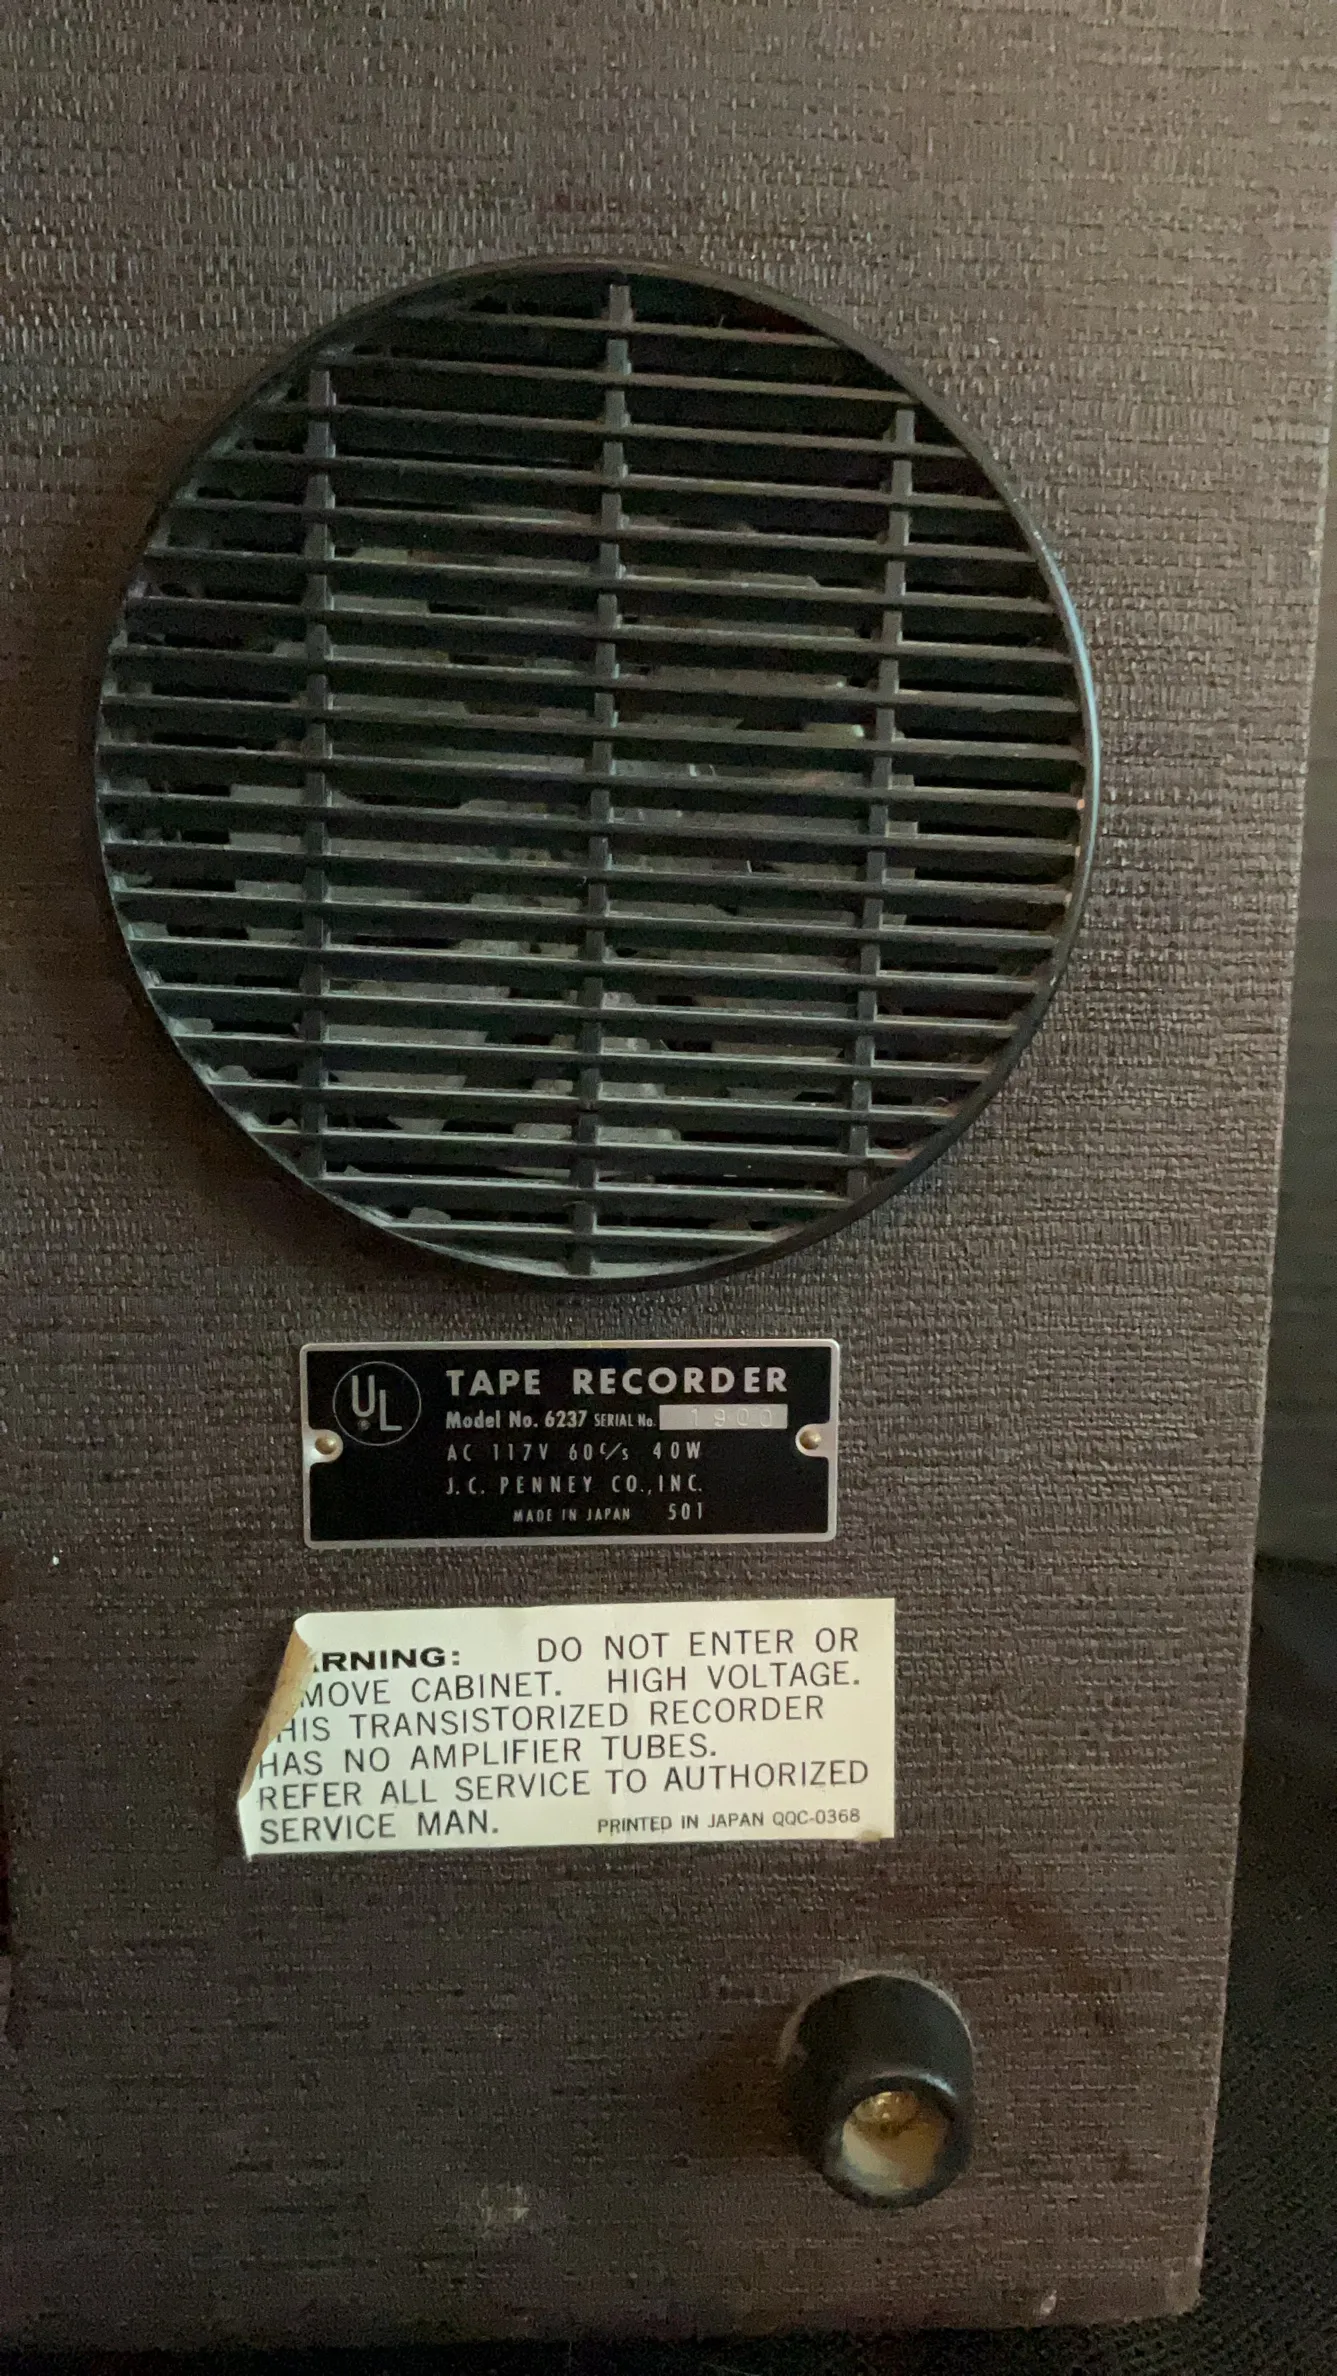 UL® TAPE RECORDER
Model No. 6237 SERIAL No. 1900
AC 117V 60c/s 40W
J.C. PENNEY CO., INC.
MADE IN JAPAN 501
RNING: DO NOT ENTER OR
MOVE CABINET. HIGH VOLTAGE.
HIS TRANSISTORIZED RECORDER
HAS NO AMPLIFIER TUBES.
REFER ALL SERVICE TO AUTHORIZED
SERVICE MAN. PRINTED IN JAPAN QQC-0368